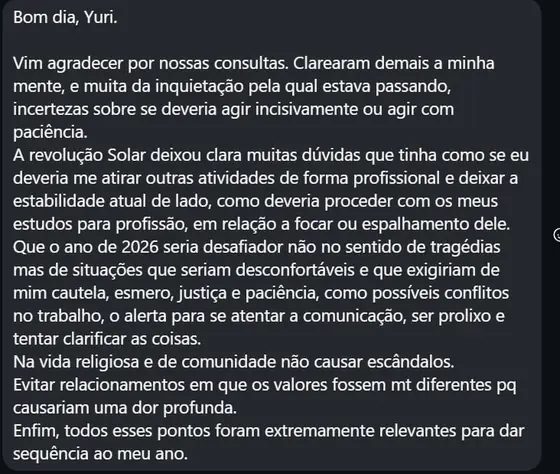 Bom dia, Yuri.
Vim agradecer por nossas consultas. Clarearam demais a minha
mente, e muita da inquietação pela qual estava passando,
incertezas sobre se deveria agir incisivamente ou agir com
paciência.
A revolução Solar deixou clara muitas dúvidas que tinha como se eu
deveria me atirar outras atividades de forma profissional e deixar a
estabilidade atual de lado, como deveria proceder com os meus
estudos para profissão, em relação a focar ou espalhamento dele.
Que o ano de 2026 seria desafiador não no sentido de tragédias
mas de situações que seriam desconfortáveis e que exigiriam de
mim cautela, esmero, justiça e paciência, como possíveis conflitos
no trabalho, o alerta para se atentar a comunicação, ser prolixo e
tentar clarificar as coisas.
Na vida religiosa e de comunidade não causar escândalos.
Evitar relacionamentos em que os valores fossem mt diferentes pq
causariam uma dor profunda.
Enfim, todos esses pontos foram extremamente relevantes para dar
sequência ao meu ano.